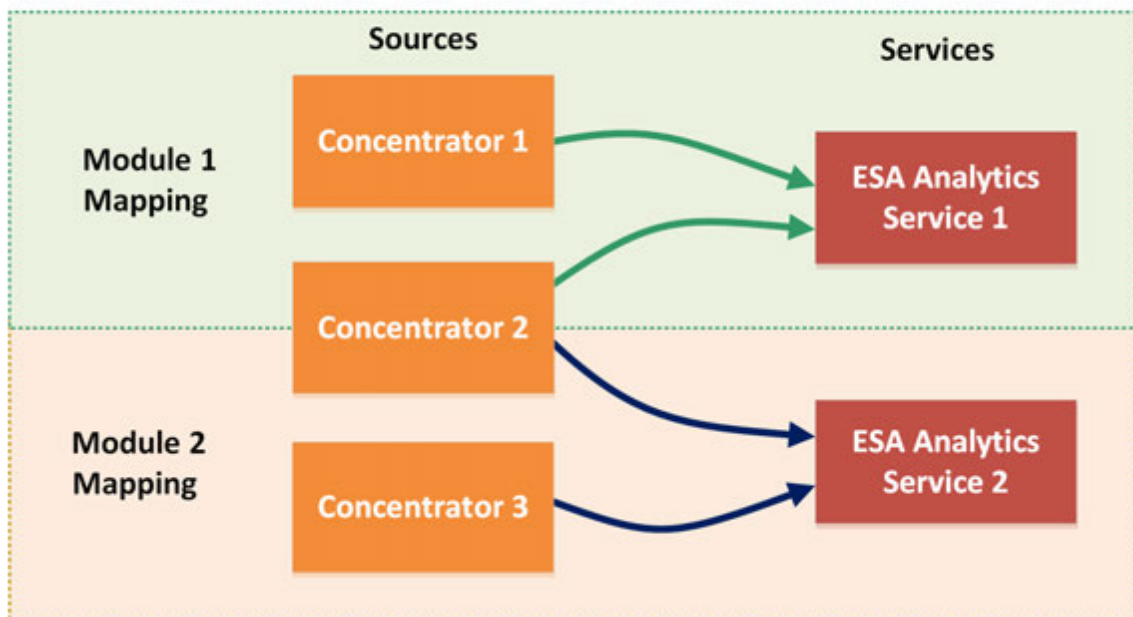 Sources
Services
Module 1
Mapping
Concentrator 1
ESA Analytics
Service 1
Concentrator 2
Module 2
Mapping
Concentrator 3
ESA Analytics
Service 2